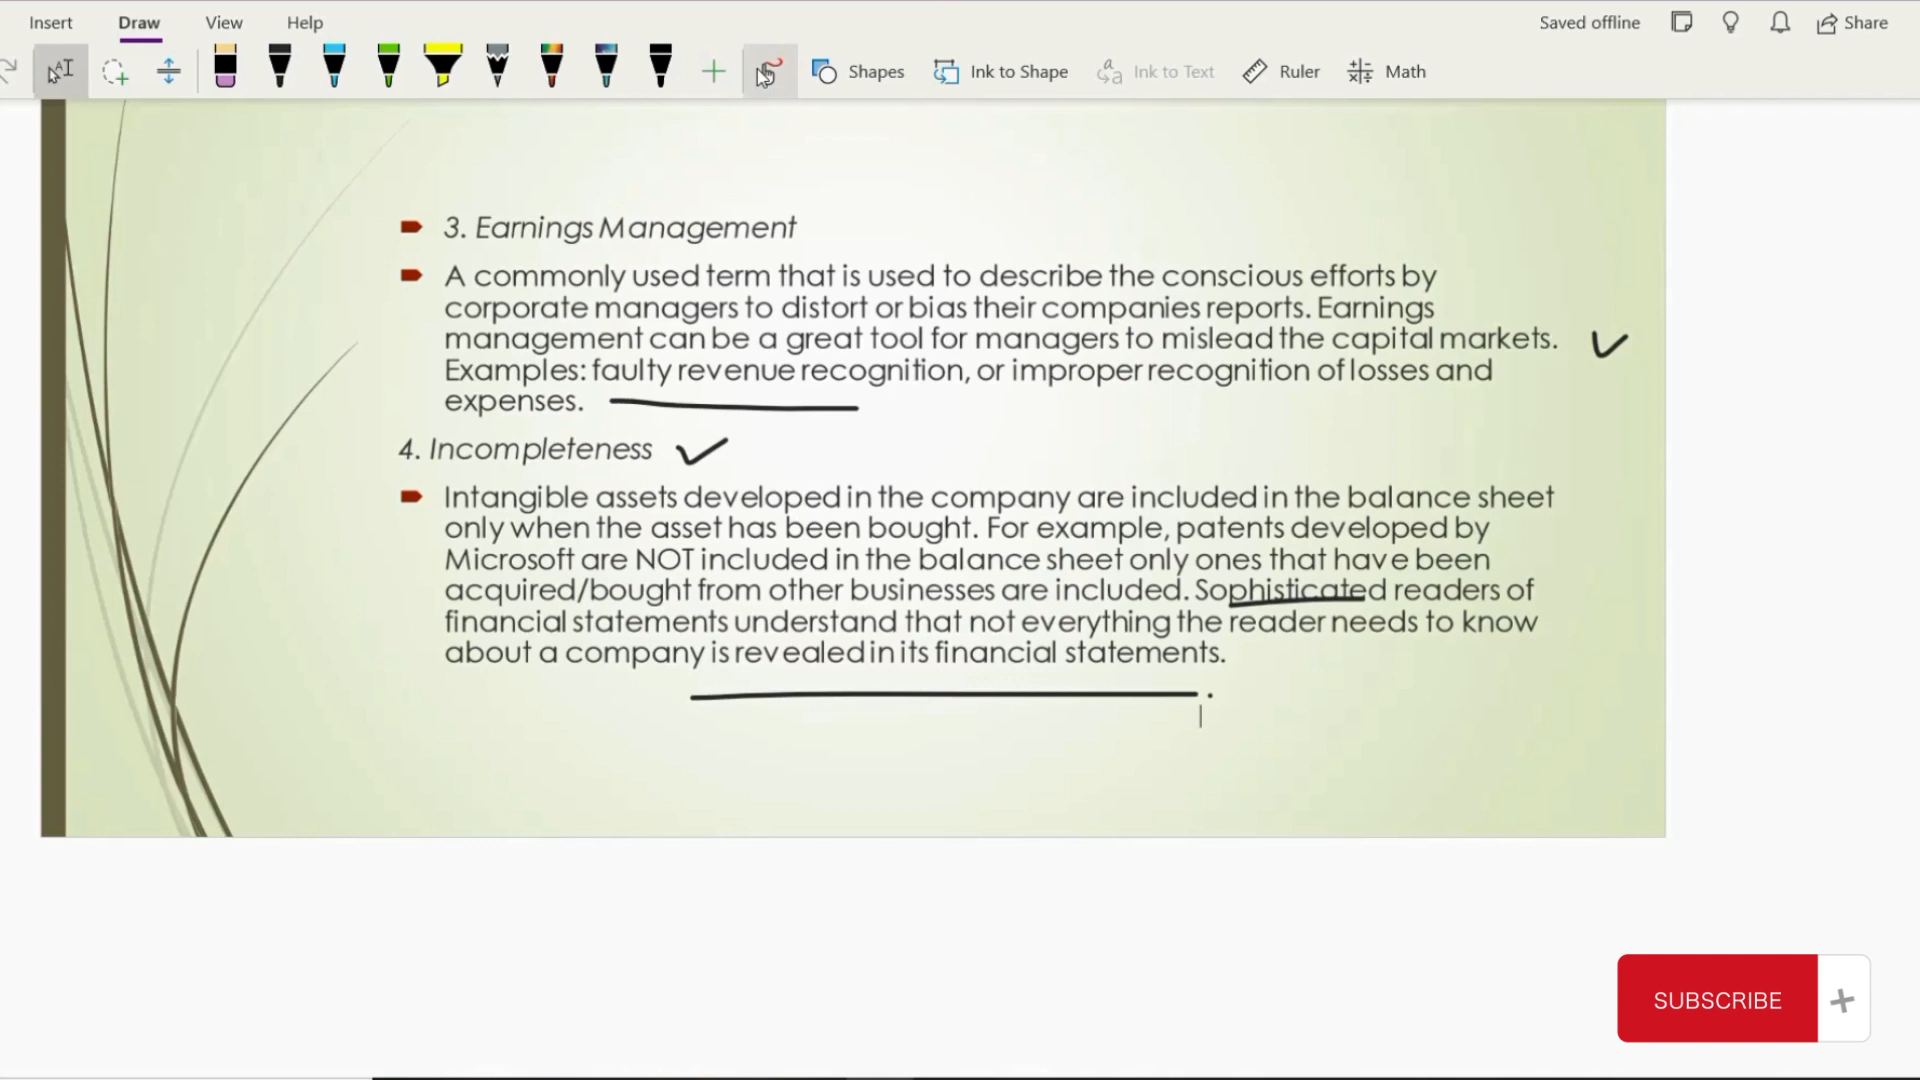 Insert Draw View Help Saved offline Share
Shapes Ink to Shape Ink to Text Ruler Math
3. Earnings Management
A commonly used term that is used to describe the conscious efforts by
corporate managers to distort or bias their companies reports. Earnings
management can be a great tool for managers to mislead the capital markets.
Examples: faulty revenue recognition, or improper recognition of losses and
expenses.
4. Incompleteness
Intangible assets developed in the company are included in the balance sheet
only when the asset has been bought. For example, patents developed by
Microsoft are NOT included in the balance sheet only ones that have been
acquired/bought from other businesses are included. Sophisticated readers of
financial statements understand that not everything the reader needs to know
about a company is revealed in its financial statements.
SUBSCRIBE